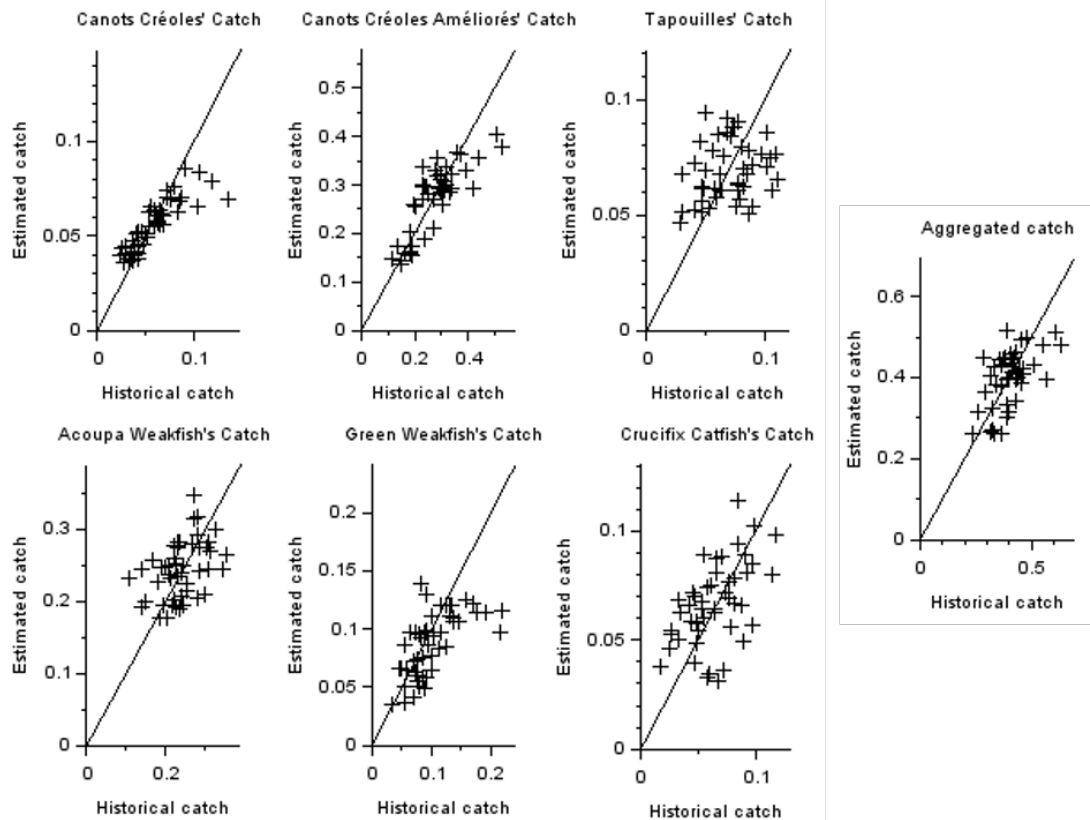 Canots Créoles' Catch
Canots Créoles Améliorés' Catch
Tapouilles' Catch
Estimated catch
0.1
0.05
0
0
0.1
Historical catch
Estimated catch
0.5
0.4
0.3
0.2
0.1
0
0
0.2
0.4
Historical catch
Estimated catch
0.1
0.05
0
0
0.1
Historical catch
Acoupa Weakfish's Catch
Green Weakfish's Catch
Crucifix Catfish's Catch
Estimated catch
0.3
0.2
0.1
0
0
0.2
Historical catch
Estimated catch
0.2
0.15
0.1
0.05
0
0
0.1
0.2
Historical catch
Estimated catch
0.1
0.05
0
0
0.1
Historical catch
Aggregated catch
Estimated catch
0.6
0.4
0.2
0
0
0.5
Historical catch